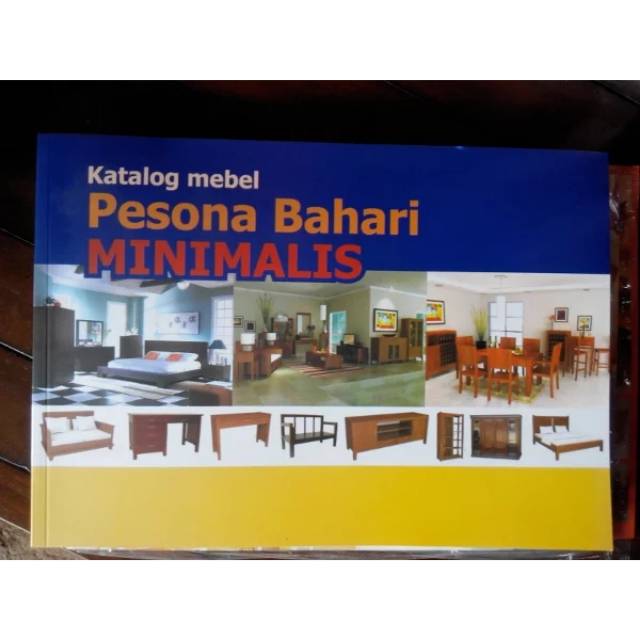 Katalog mebel
Pesona Bahari
MINIMALIS